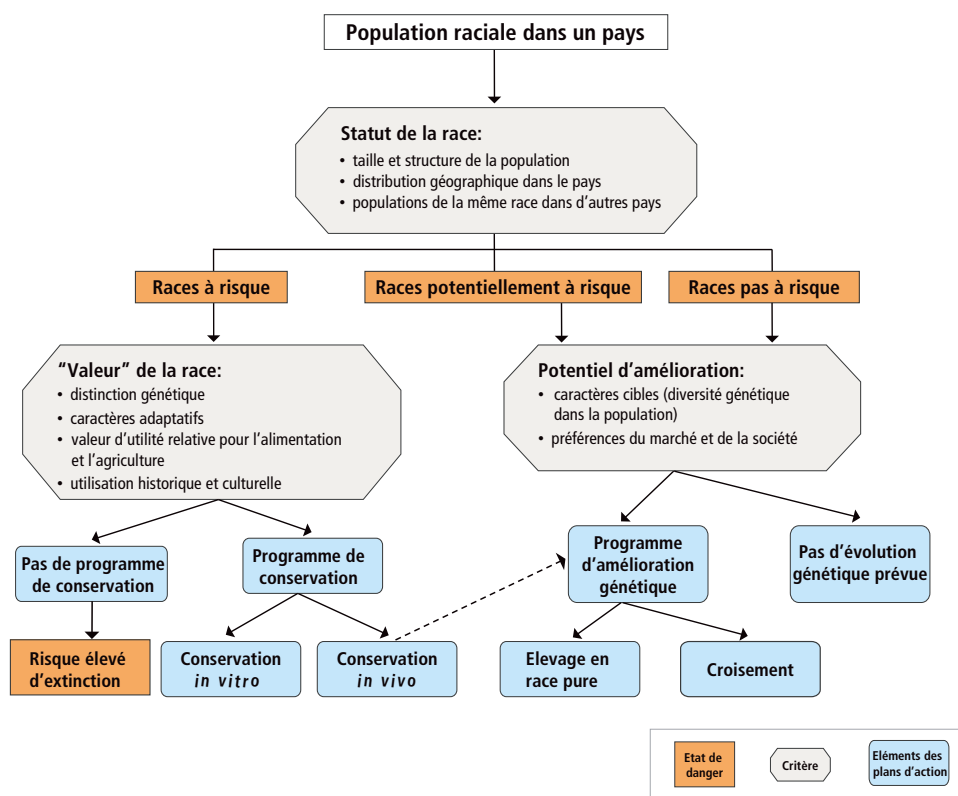 Population raciale dans un pays
Statut de la race:
• taille et structure de la population
• distribution géographique dans le pays
• populations de la même race dans d'autres pays
Races à risque
Races potentiellement à risque
Races pas à risque
"Valeur" de la race:
• distinction génétique
• caractères adaptatifs
• valeur d'utilité relative pour l'alimentation
et l'agriculture
• utilisation historique et culturelle
Potentiel d'amélioration:
• caractères cibles (diversité génétique
dans la population)
• préférences du marché et de la société
Pas de programme
de conservation
Programme de
conservation
Programme
d'amélioration
génétique
Pas d'évolution
génétique prévue
Risque élevé
d'extinction
Conservation
in vitro
Conservation
in vivo
Elevage en
race pure
Croisement
Etat de
danger
Critère
Eléments des
plans d'action